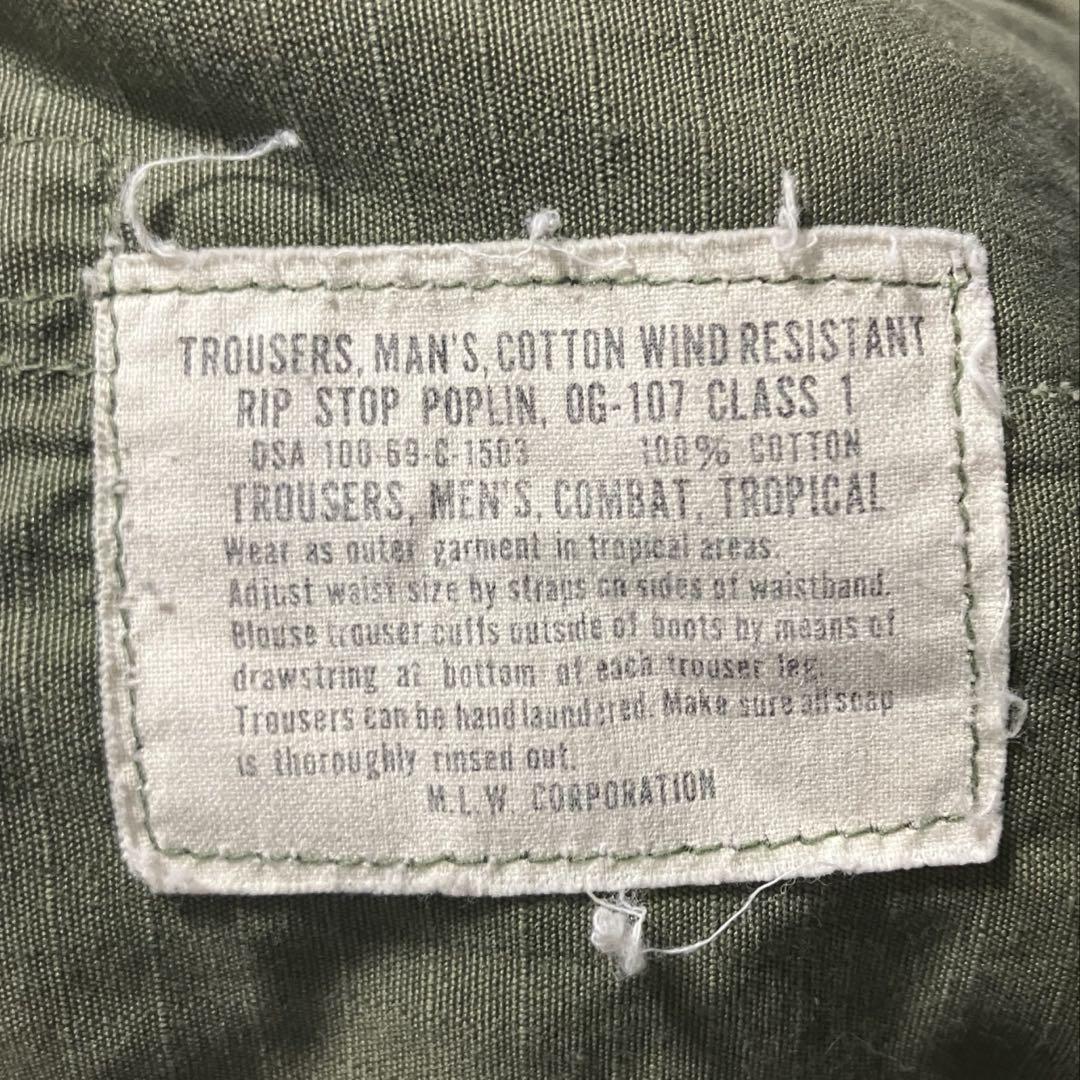 TROUSERS, MAN'S, COTTON WIND RESISTANT
RIP STOP POPLIN, OG-107 CLASS 1
DSA 100-69-C-1503 100% COTTON
TROUSERS, MEN'S, COMBAT, TROPICAL
Wear as outer garment in tropical areas.
Adjust waist size by straps on sides of waistband.
Blouse trouser cuffs outside of boots by means of
drawstring at bottom of each trouser leg.
Trousers can be hand laundered. Make sure all soap
is thoroughly rinsed out.
M.L.W. CORPORATION